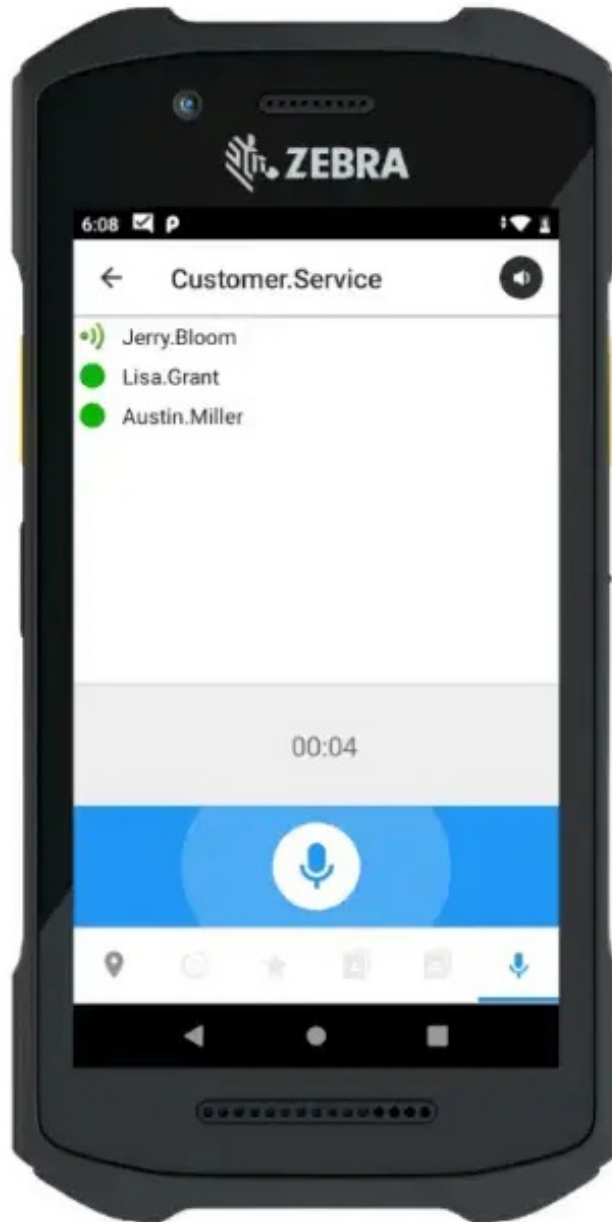 ZEBRA
6:08
Customer.Service
Jerry.Bloom
Lisa.Grant
Austin.Miller
00:04